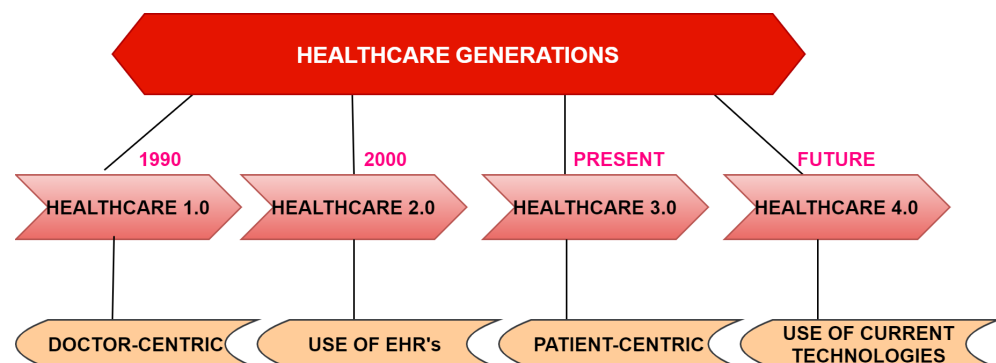 HEALTHCARE GENERATIONS
1990
2000
PRESENT
FUTURE
HEALTHCARE 1.0
HEALTHCARE 2.0
HEALTHCARE 3.0
HEALTHCARE 4.0
DOCTOR-CENTRIC
USE OF EHR's
PATIENT-CENTRIC
USE OF CURRENT
TECHNOLOGIES